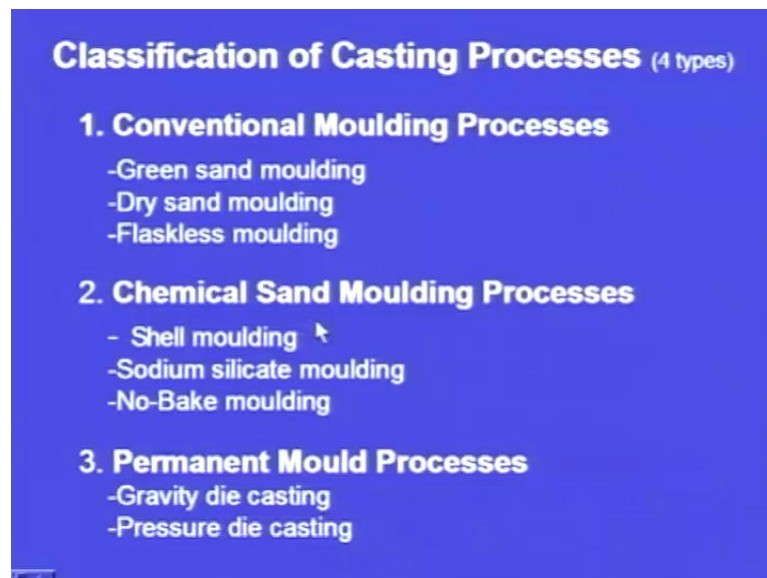 Classification of Casting Processes (4 types)
1. Conventional Moulding Processes
-Green sand moulding
-Dry sand moulding
-Flaskless moulding
2. Chemical Sand Moulding Processes
- Shell moulding
-Sodium silicate moulding
-No-Bake moulding
3. Permanent Mould Processes
-Gravity die casting
-Pressure die casting